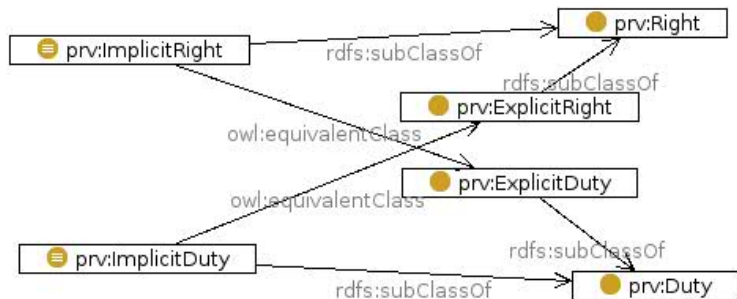 prv:Right
prv:ImplicitRight
rdfs:subClassOf
rdfs:subClassOf
prv:ExplicitRight
owl:equivalentClass
prv:ExplicitDuty
owl:equivalentClass
rdfs:subClassOf
prv:ImplicitDuty
prv:Duty
rdfs:subClassOf